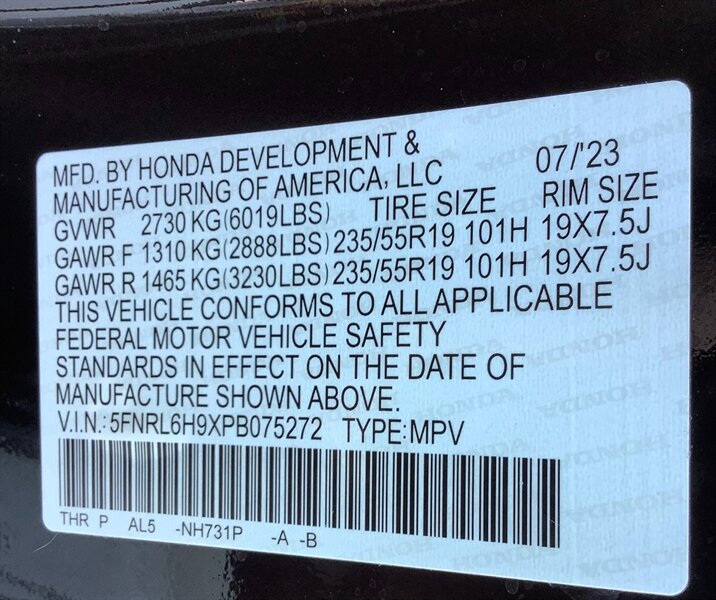 MFD. BY HONDA DEVELOPMENT &
MANUFACTURING OF AMERICA, LLC 07/'23
GVWR 2730 KG(6019LBS) TIRE SIZE RIM SIZE
GAWR F 1310 KG(2888LBS) 235/55R19 101H 19X7.5J
GAWR R 1465 KG(3230LBS) 235/55R19 101H 19X7.5J
THIS VEHICLE CONFORMS TO ALL APPLICABLE
FEDERAL MOTOR VEHICLE SAFETY
STANDARDS IN EFFECT ON THE DATE OF
MANUFACTURE SHOWN ABOVE.
V.I.N.: 5FNRL6H9XPB075272 TYPE: MPV
THR P AL5 -NH731P -A -B